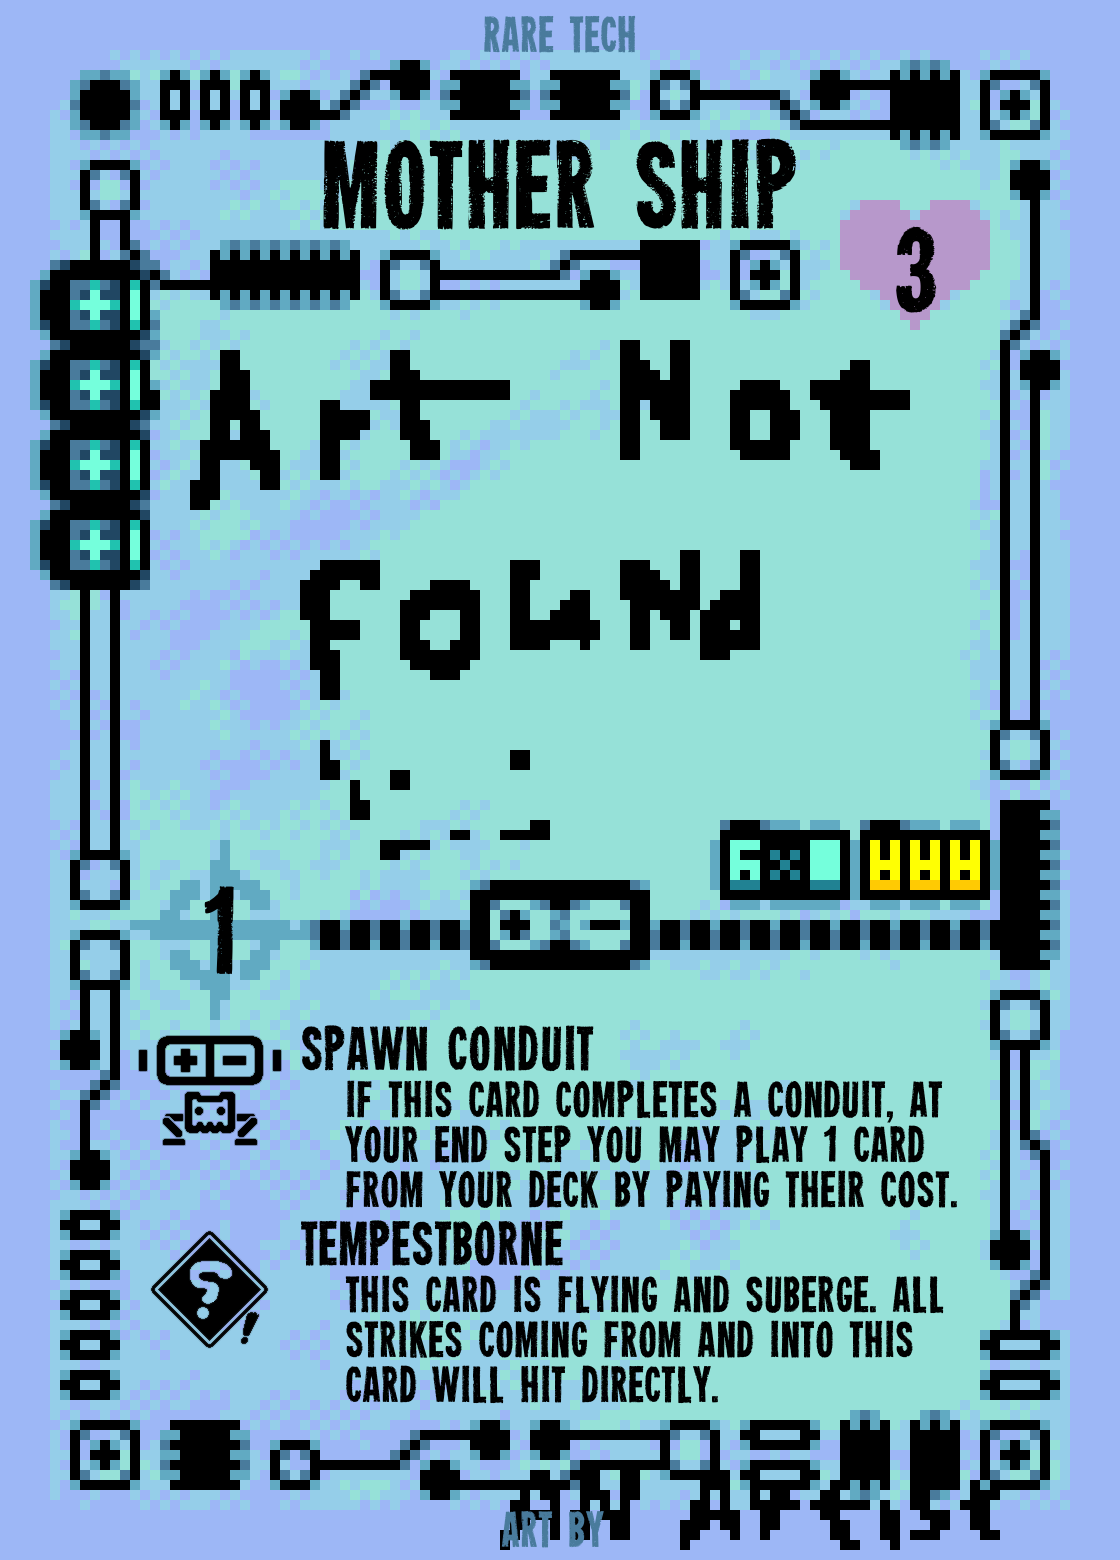 RARE TECH
MOTHER SHIP
3
Art Not
FOuNd
6x
1
SPAWN CONDUIT
IF THIS CARD COMPLETES A CONDUIT, AT
YOUR END STEP YOU MAY PLAY 1 CARD
FROM YOUR DECK BY PAYING THEIR COST.
TEMPESTBORNE
THIS CARD IS FLYING AND SUBERGE. ALL
STRIKES COMING FROM AND INTO THIS
CARD WILL HIT DIRECTLY.
ART BY